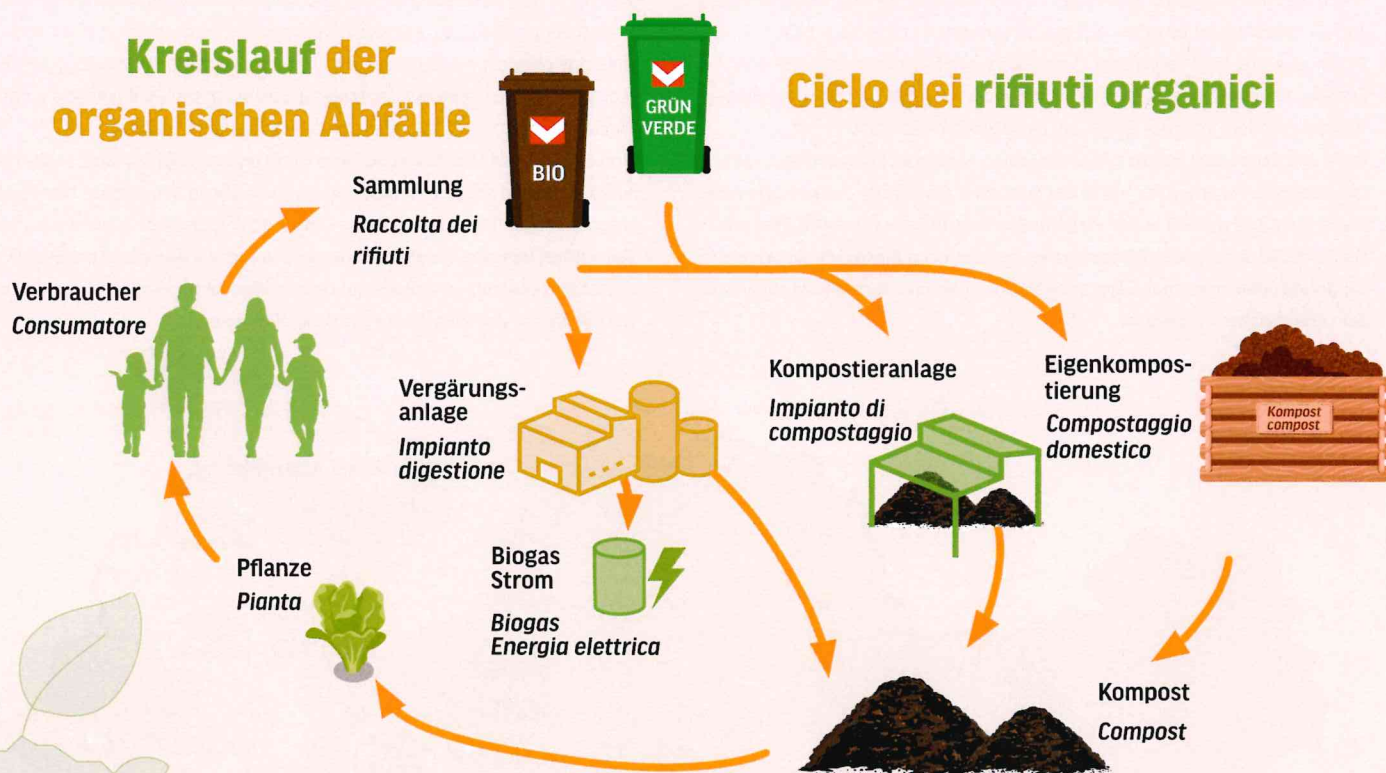 Kreislauf der
organischen Abfälle
BIO
GRÜN
VERDE
Ciclo dei rifiuti organici
Sammlung
Raccolta dei
rifiuti
Verbraucher
Consumatore
Vergärungs-
anlage
Impianto
digestione
Kompostieranlage
Impianto di
compostaggio
Eigenkompos-
tierung
Compostaggio
domestico
Kompost
compost
Biogas
Strom
Biogas
Energia elettrica
Pflanze
Pianta
Kompost
Compost